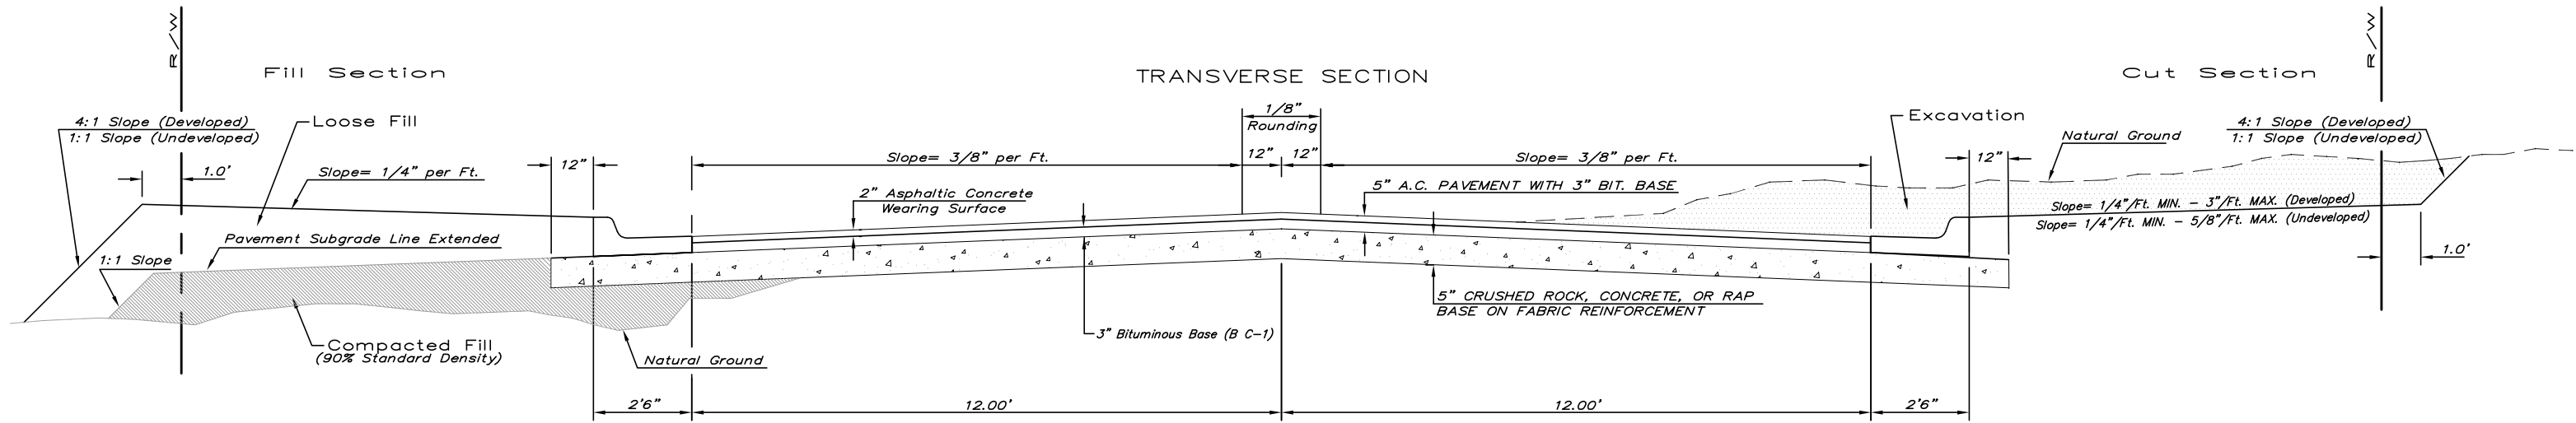 R/W
Fill Section
TRANSVERSE SECTION
Cut Section
R/W
4:1 Slope (Developed)
1:1 Slope (Undeveloped)
Loose Fill
1/8"
Rounding
Excavation
Natural Ground
4:1 Slope (Developed)
1:1 Slope (Undeveloped)
1.0'
Slope= 1/4" per Ft.
12"
Slope= 3/8" per Ft.
12"
12"
Slope= 3/8" per Ft.
12"
2" Asphaltic Concrete
Wearing Surface
5" A.C. PAVEMENT WITH 3" BIT. BASE
Slope= 1/4"/Ft. MIN. - 3"/Ft. MAX. (Developed)
Slope= 1/4"/Ft. MIN. - 5/8"/Ft. MAX. (Undeveloped)
Pavement Subgrade Line Extended
1:1 Slope
1.0'
5" CRUSHED ROCK, CONCRETE, OR RAP
BASE ON FABRIC REINFORCEMENT
3" Bituminous Base (B C-1)
Compacted Fill
(90% Standard Density)
Natural Ground
2'6"
12.00'
12.00'
2'6"